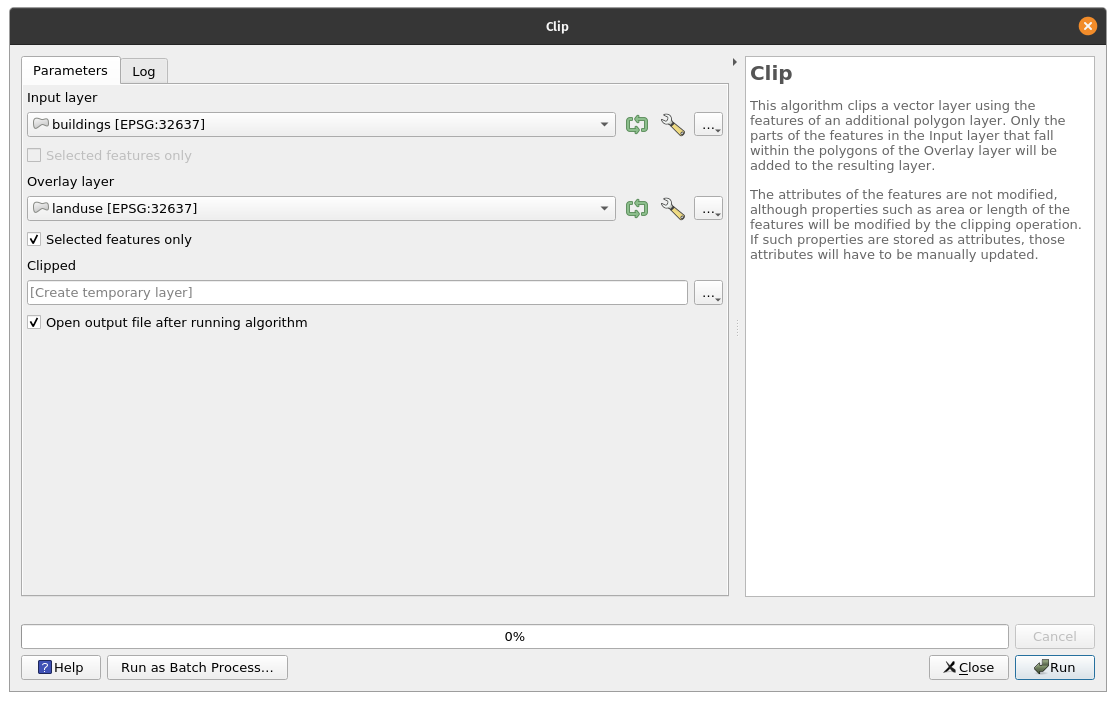 Clip
Parameters
Log
Input layer
buildings [EPSG:32637]
...
Selected features only
Overlay layer
landuse [EPSG:32637]
...
Selected features only
Clipped
[Create temporary layer]
...
Open output file after running algorithm
Clip
This algorithm clips a vector layer using the
features of an additional polygon layer. Only the
parts of the features in the Input layer that fall
within the polygons of the Overlay layer will be
added to the resulting layer.
The attributes of the features are not modified,
although properties such as area or length of the
features will be modified by the clipping operation.
If such properties are stored as attributes, those
attributes will have to be manually updated.
0%
Cancel
? Help
Run as Batch Process...
Close
Run